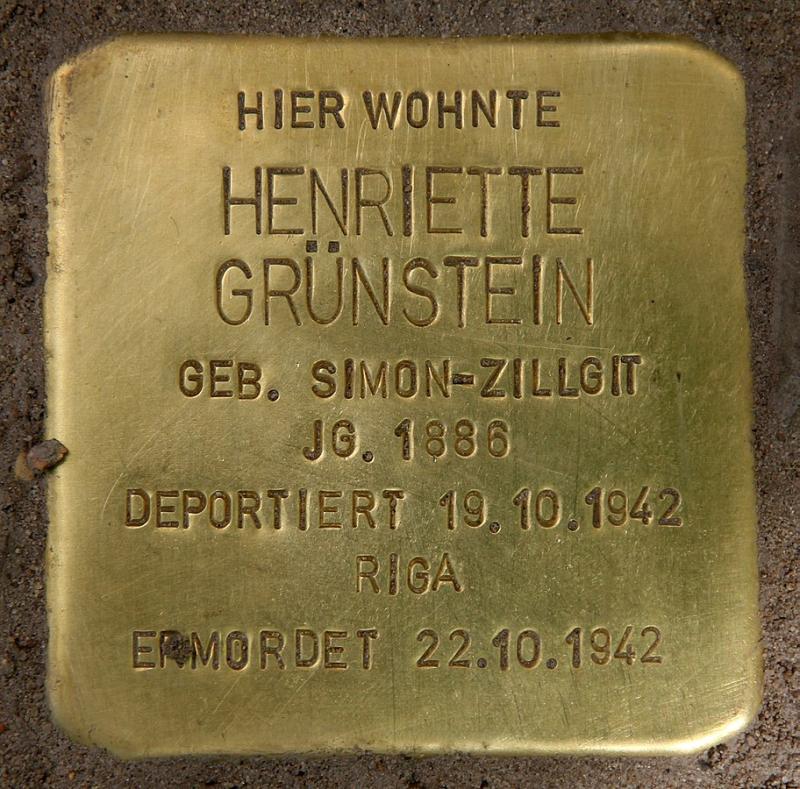 HIER WOHNTE
HENRIETTE
GRÜNSTEIN
GEB. SIMON-ZILLGIT
JG. 1886
DEPORTIERT 19.10.1942
RIGA
ERMORDET 22.10.1942